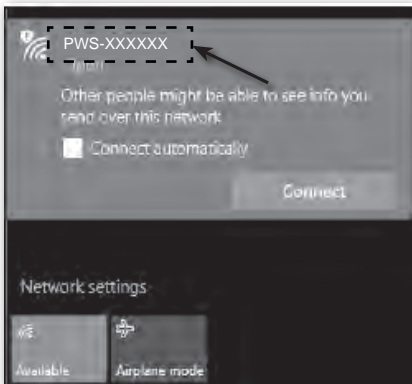 PWS-XXXXXX
Open
Other people might be able to see info you
send over this network
Connect automatically
Connect
Network settings
Available
Airplane mode